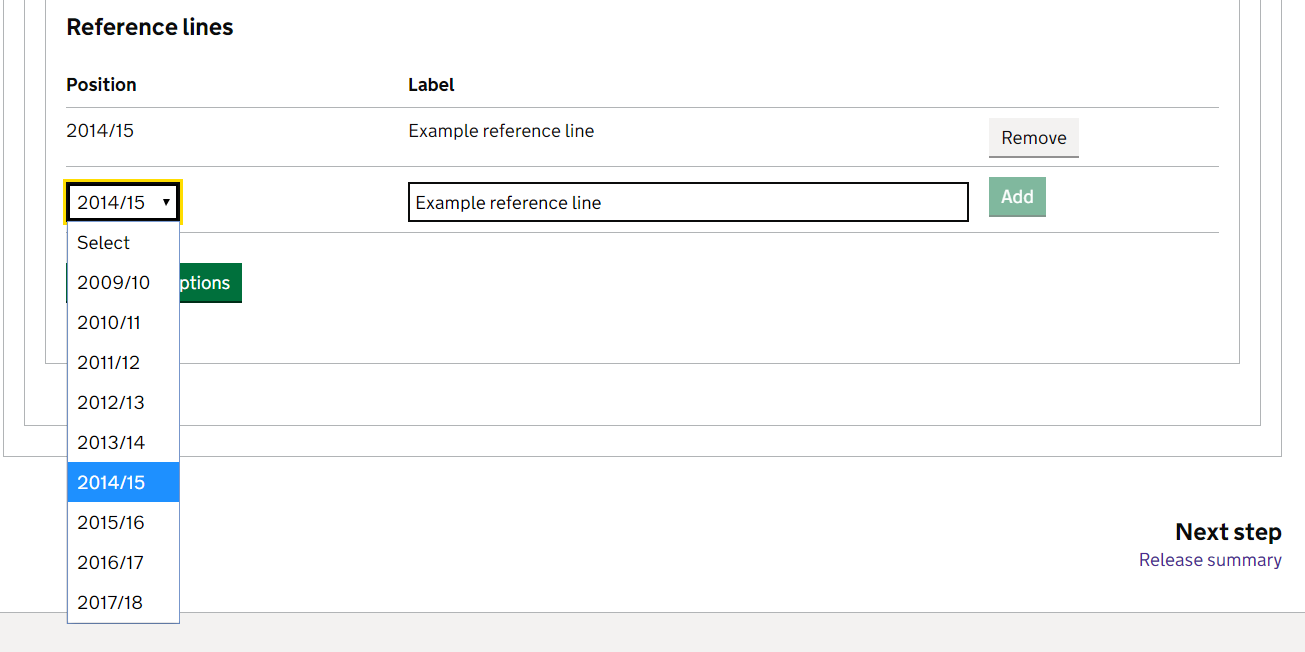 Reference lines
Position Label
2014/15 Example reference line Remove
2014/15 Example reference line Add
Select
2009/10 ptions
2010/11
2011/12
2012/13
2013/14
2014/15
2015/16
2016/17
2017/18
Next step
Release summary